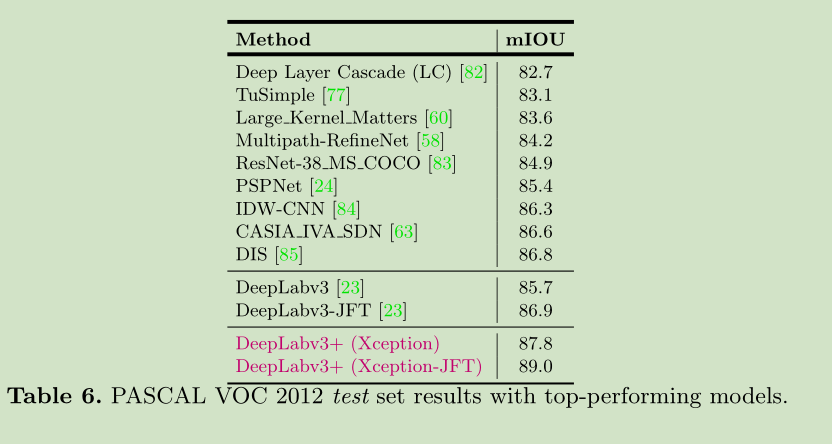 Method mIOU
Deep Layer Cascade (LC) [82] 82.7
TuSimple [77] 83.1
Large_Kernel_Matters [60] 83.6
Multipath-RefineNet [58] 84.2
ResNet-38_MS_COCO [83] 84.9
PSPNet [24] 85.4
IDW-CNN [84] 86.3
CASIA_IVA_SDN [63] 86.6
DIS [85] 86.8
DeepLabv3 [23] 85.7
DeepLabv3-JFT [23] 86.9
DeepLabv3+ (Xception) 87.8
DeepLabv3+ (Xception-JFT) 89.0
Table 6. PASCAL VOC 2012 test set results with top-performing models.